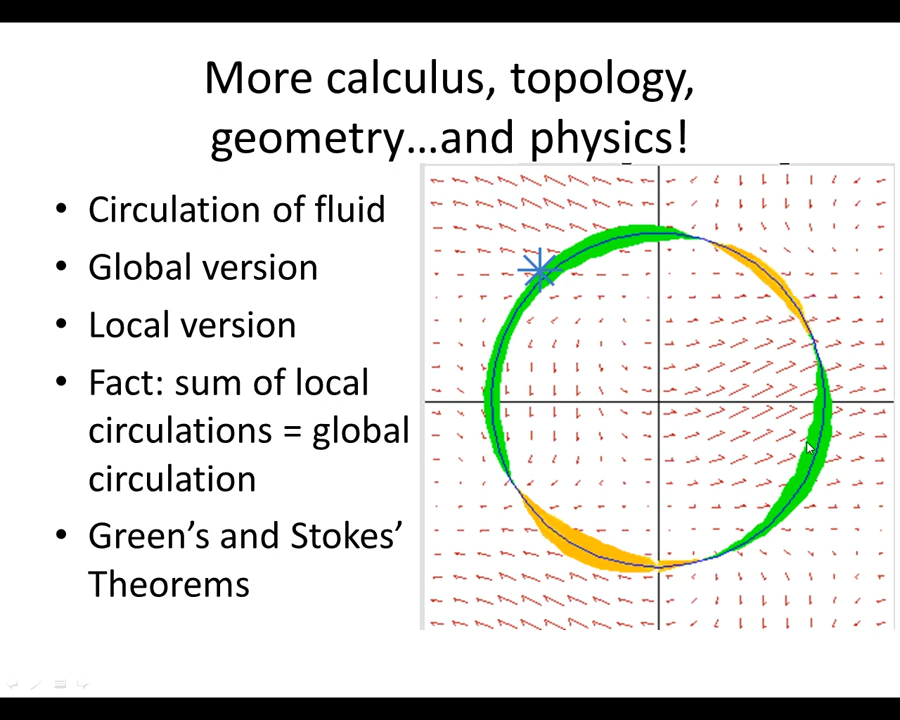 More calculus, topology,
geometry…and physics!
• Circulation of fluid
• Global version
• Local version
• Fact: sum of local
circulations = global
circulation
• Green’s and Stokes’
Theorems